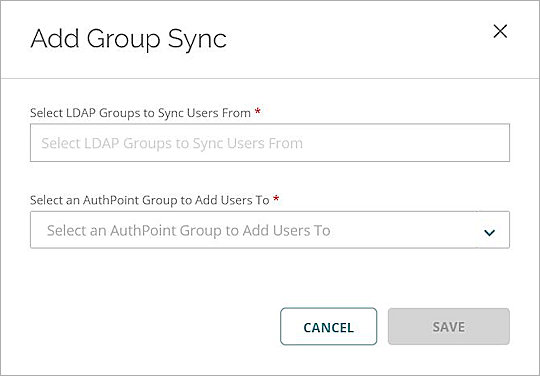 Add Group Sync
Select LDAP Groups to Sync Users From *
Select LDAP Groups to Sync Users From
Select an AuthPoint Group to Add Users To *
Select an AuthPoint Group to Add Users To
CANCEL SAVE